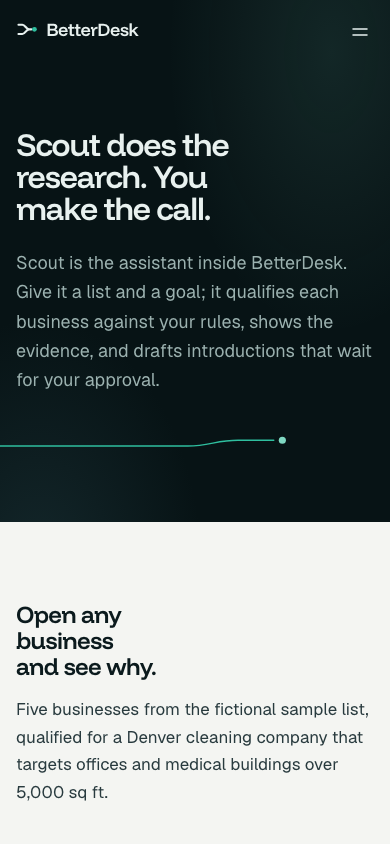 BetterDesk
Scout does the
research. You
make the call.
Scout is the assistant inside BetterDesk.
Give it a list and a goal; it qualifies each
business against your rules, shows the
evidence, and drafts introductions that wait
for your approval.
Open any
business
and see why.
Five businesses from the fictional sample list,
qualified for a Denver cleaning company that
targets offices and medical buildings over
5,000 sq ft.